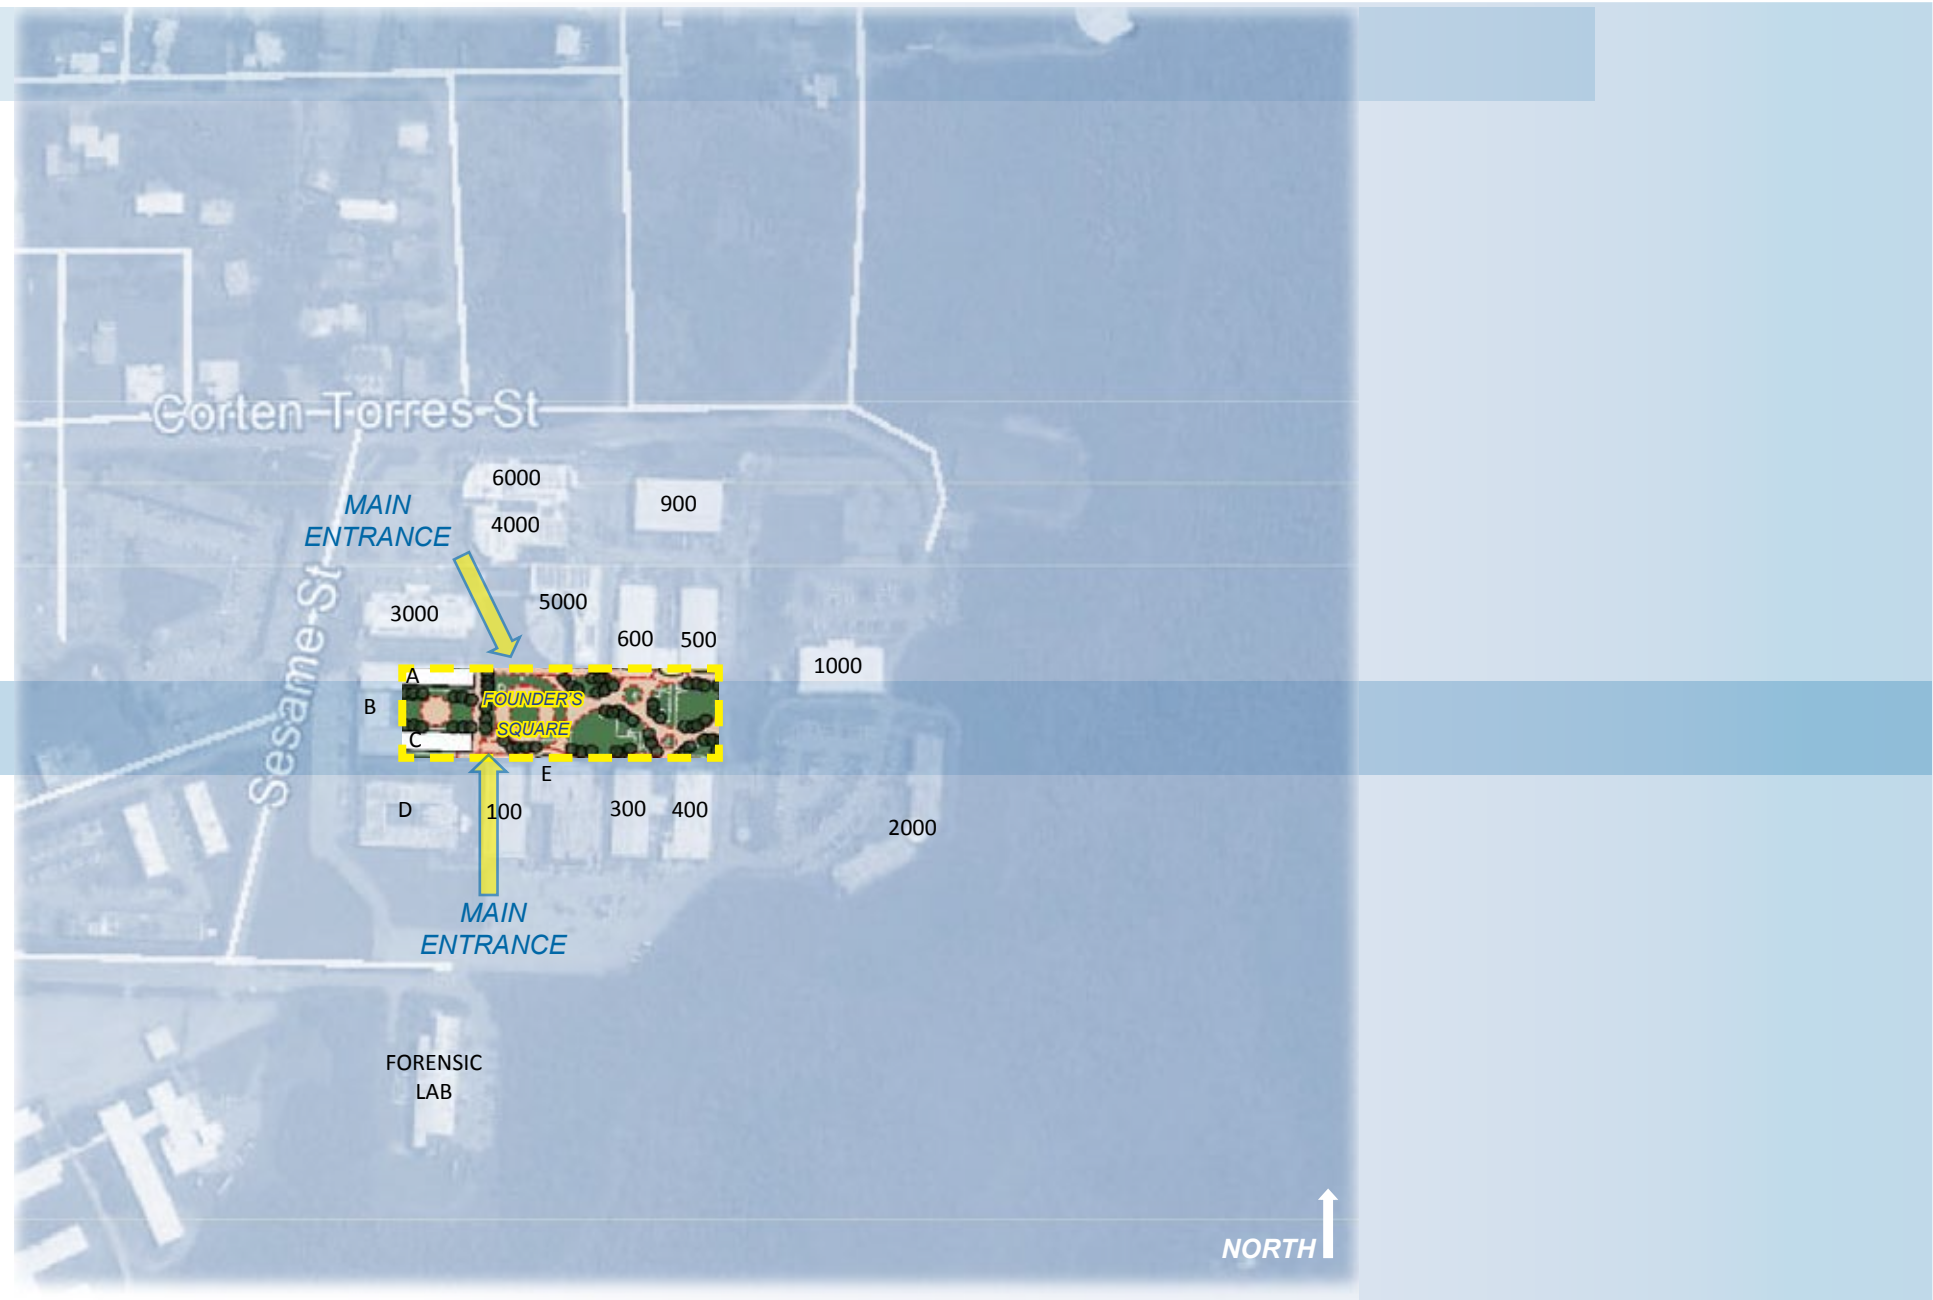 Corten-Torres-St
6000
900
MAIN
ENTRANCE
4000
Sesame-St
3000
5000
600
500
1000
A
B
FOUNDER'S
SQUARE
C
E
D
100
300
400
2000
MAIN
ENTRANCE
FORENSIC
LAB
NORTH